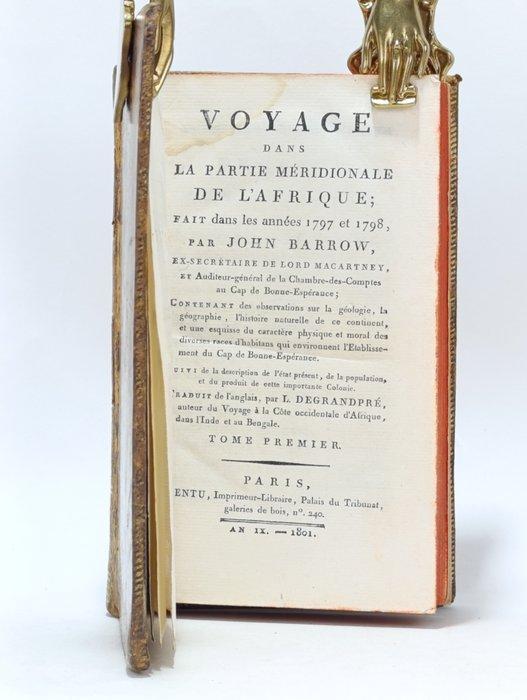 VOYAGE
DANS
LA PARTIE MÉRIDIONALE
DE L'AFRIQUE;
FAIT dans les années 1797 et 1798,
PAR JOHN BARROW,
EX-SECRÉTAIRE DE LORD MACARTNEY,
ET Auditeur-général de la Chambre-des-Comptes
au Cap de Bonne-Espérance;
CONTENANT des observations sur la géologie, la
géographie, l'histoire naturelle de ce continent,
et une esquisse du caractère physique et moral des
diverses races d'habitans qui environnent l'Etablisse-
ment du Cap de Bonne-Espérance.
UIVI de la description de l'état présent, de la population,
et du produit de cette importante Colonie.
TRADUIT de l'anglais, par L. DEGRANDPRÉ,
auteur du Voyage à la Côte occidentale d'Afrique,
dans l'Inde et au Bengale.
TOME PREMIER.
PARIS,
ENTU, Imprimeur-Libraire, Palais du Tribunat,
galeries de bois, n°. 240.
AN IX. — 1801.